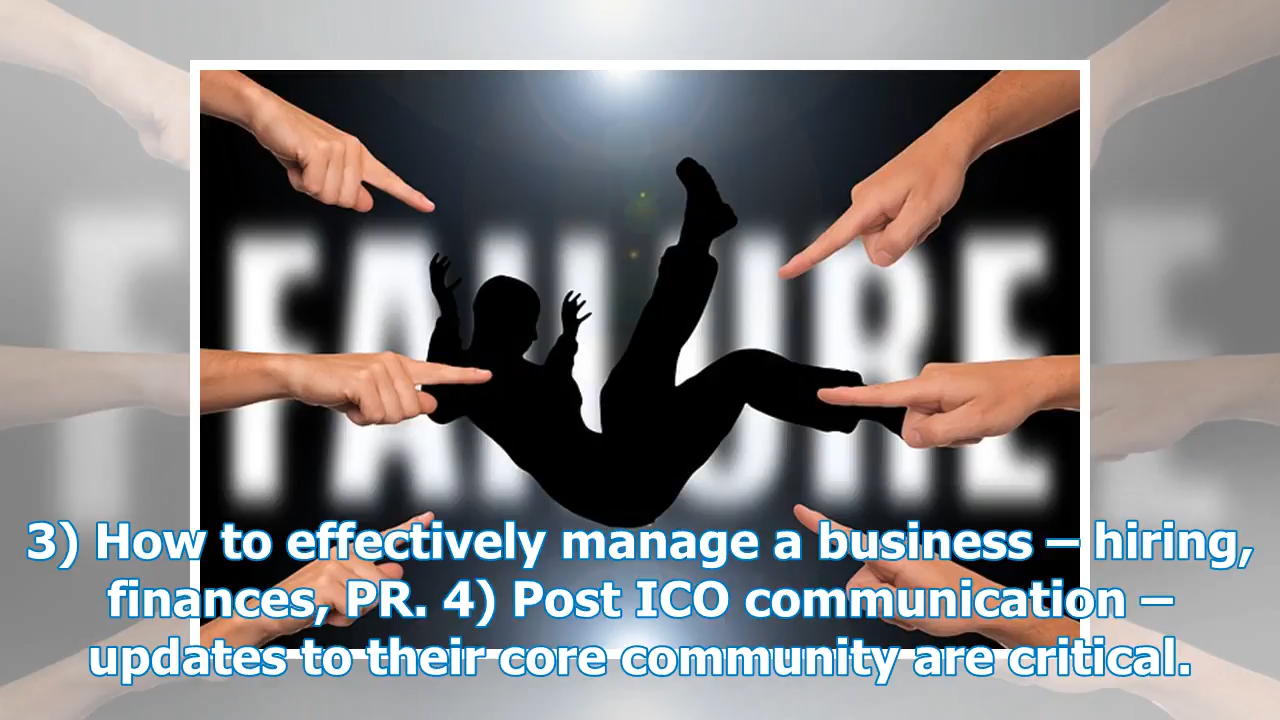 FAILURE
3) How to effectively manage a business – hiring,
finances, PR. 4) Post ICO communication –
updates to their core community are critical.